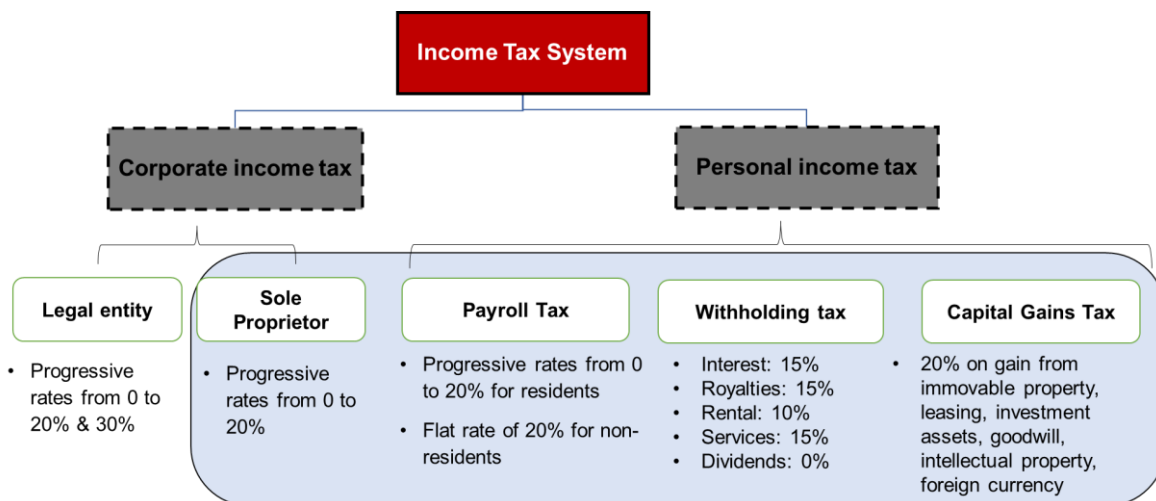 Income Tax System
Corporate income tax
Personal income tax
Legal entity
• Progressive
rates from 0 to
20% & 30%
Sole
Proprietor
• Progressive
rates from 0 to
20%
Payroll Tax
• Progressive rates from 0
to 20% for residents
• Flat rate of 20% for non-
residents
Withholding tax
• Interest: 15%
• Royalties: 15%
• Rental: 10%
• Services: 15%
• Dividends: 0%
Capital Gains Tax
• 20% on gain from
immovable property,
leasing, investment
assets, goodwill,
intellectual property,
foreign currency